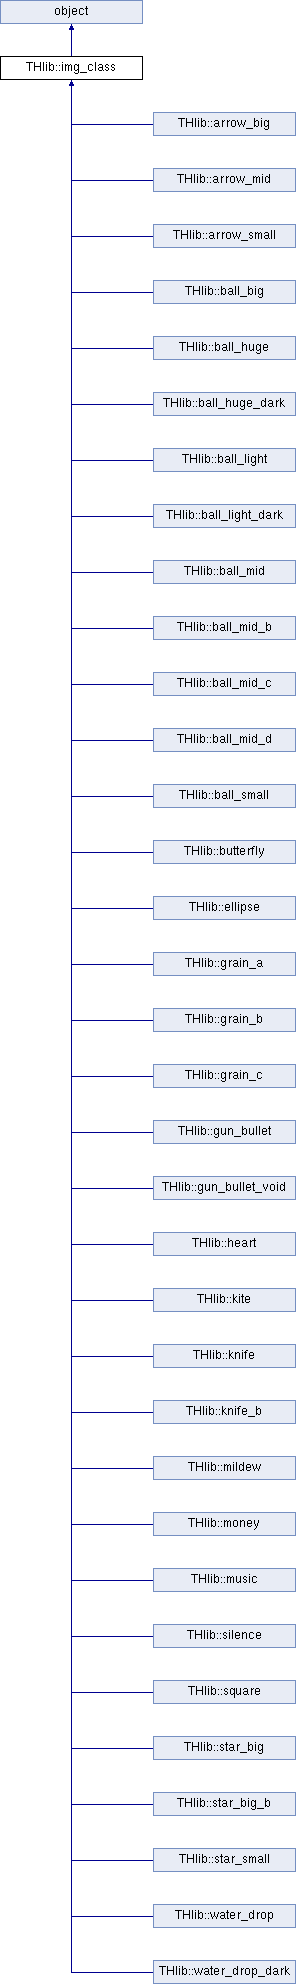 object
THlib::img_class
THlib::arrow_big
THlib::arrow_mid
THlib::arrow_small
THlib::ball_big
THlib::ball_huge
THlib::ball_huge_dark
THlib::ball_light
THlib::ball_light_dark
THlib::ball_mid
THlib::ball_mid_b
THlib::ball_mid_c
THlib::ball_mid_d
THlib::ball_small
THlib::butterfly
THlib::ellipse
THlib::grain_a
THlib::grain_b
THlib::grain_c
THlib::gun_bullet
THlib::gun_bullet_void
THlib::heart
THlib::kite
THlib::knife
THlib::knife_b
THlib::mildew
THlib::money
THlib::music
THlib::silence
THlib::square
THlib::star_big
THlib::star_big_b
THlib::star_small
THlib::water_drop
THlib::water_drop_dark